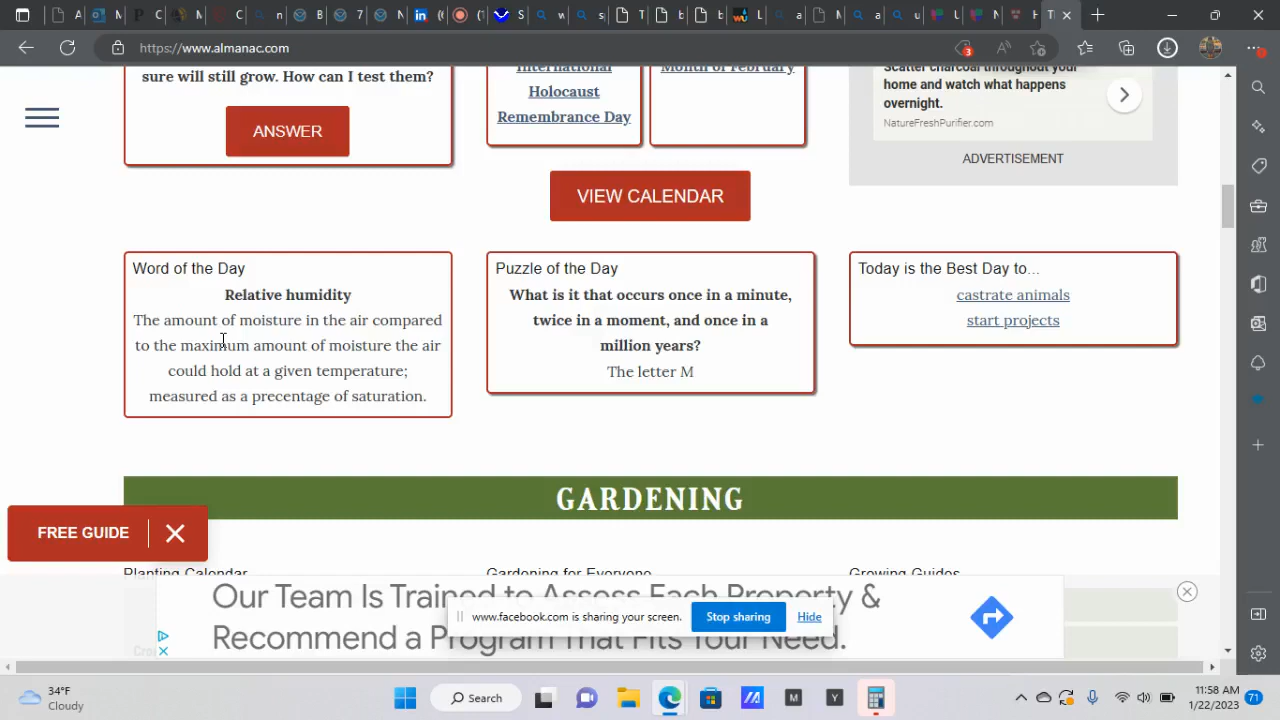 https://www.almanac.com
3
sure will still grow. How can I test them?
ANSWER
International
Holocaust
Remembrance Day
Month of February
VIEW CALENDAR
Scatter charcoal throughout your
home and watch what happens
overnight.
NatureFreshPurifier.com
ADVERTISEMENT
Word of the Day
Relative humidity
The amount of moisture in the air compared
to the maximum amount of moisture the air
could hold at a given temperature;
measured as a precentage of saturation.
Puzzle of the Day
What is it that occurs once in a minute,
twice in a moment, and once in a
million years?
The letter M
Today is the Best Day to...
castrate animals
start projects
GARDENING
FREE GUIDE
Planting Calendar
Gardening for Everyone
Growing Guides
Our Team Is Trained to Assess Each Property &
Recommend a Program That Fits Your Need.
www.facebook.com is sharing your screen.
Stop sharing
Hide
34°F
Cloudy
Search
M
Y
11:58 AM
1/22/2023
71